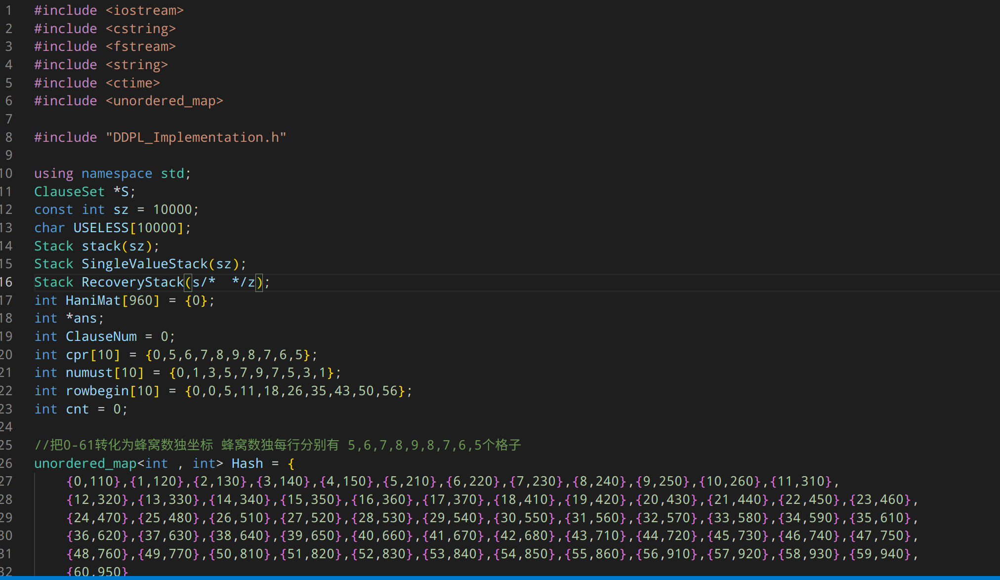 1 #include <iostream>
2 #include <cstring>
3 #include <fstream>
4 #include <string>
5 #include <ctime>
6 #include <unordered_map>
7
8 #include "DDPL_Implementation.h"
9
10 using namespace std;
11 ClauseSet *S;
12 const int sz = 10000;
13 char USELESS[10000];
14 Stack stack(sz);
15 Stack SingleValueStack(sz);
16 Stack RecoveryStack(s/*  */z);
17 int HaniMat[960] = {0};
18 int *ans;
19 int ClauseNum = 0;
20 int cpr[10] = {0,5,6,7,8,9,8,7,6,5};
21 int numust[10] = {0,1,3,5,7,9,7,5,3,1};
22 int rowbegin[10] = {0,0,5,11,18,26,35,43,50,56};
23 int cnt = 0;
24
25 //把0-61转化为蜂窝数独坐标 蜂窝数独每行分别有 5,6,7,8,9,8,7,6,5个格子
26 unordered_map<int , int> Hash = {
27     {0,110},{1,120},{2,130},{3,140},{4,150},{5,210},{6,220},{7,230},{8,240},{9,250},{10,260},{11,310},
28     {12,320},{13,330},{14,340},{15,350},{16,360},{17,370},{18,410},{19,420},{20,430},{21,440},{22,450},{23,460},
29     {24,470},{25,480},{26,510},{27,520},{28,530},{29,540},{30,550},{31,560},{32,570},{33,580},{34,590},{35,610},
30     {36,620},{37,630},{38,640},{39,650},{40,660},{41,670},{42,680},{43,710},{44,720},{45,730},{46,740},{47,750},
31     {48,760},{49,770},{50,810},{51,820},{52,830},{53,840},{54,850},{55,860},{56,910},{57,920},{58,930},{59,940},
32     {60,950}